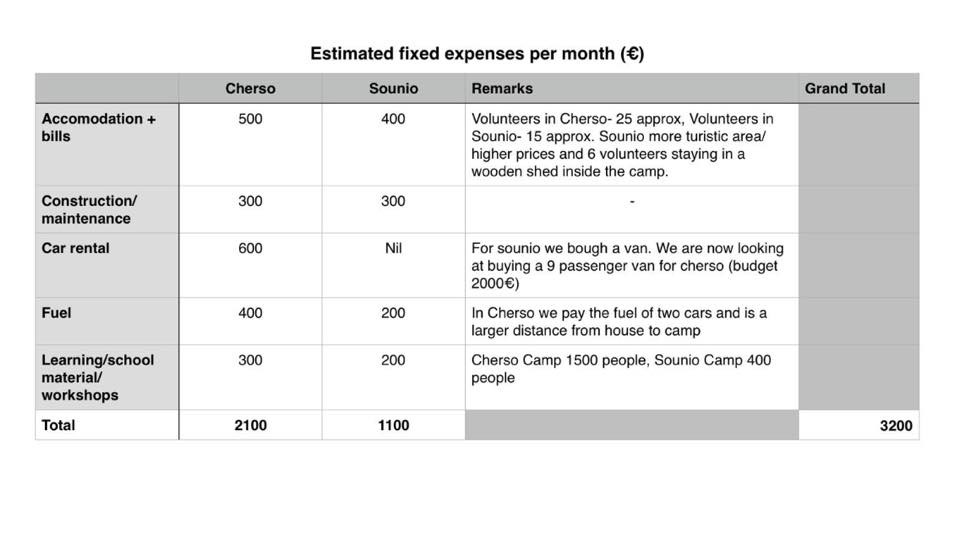 Estimated fixed expenses per month (€)
Cherso Sounio Remarks Grand Total
Accomodation +
bills
500
400
Volunteers in Cherso- 25 approx, Volunteers in
Sounio- 15 approx. Sounio more turistic area/
higher prices and 6 volunteers staying in a
wooden shed inside the camp.
Construction/
maintenance
300
300
-
Car rental
600
Nil
For sounio we bough a van. We are now looking
at buying a 9 passenger van for cherso (budget
2000€)
Fuel
400
200
In Cherso we pay the fuel of two cars and is a
larger distance from house to camp
Learning/school
material/
workshops
300
200
Cherso Camp 1500 people, Sounio Camp 400
people
Total 2100 1100 3200